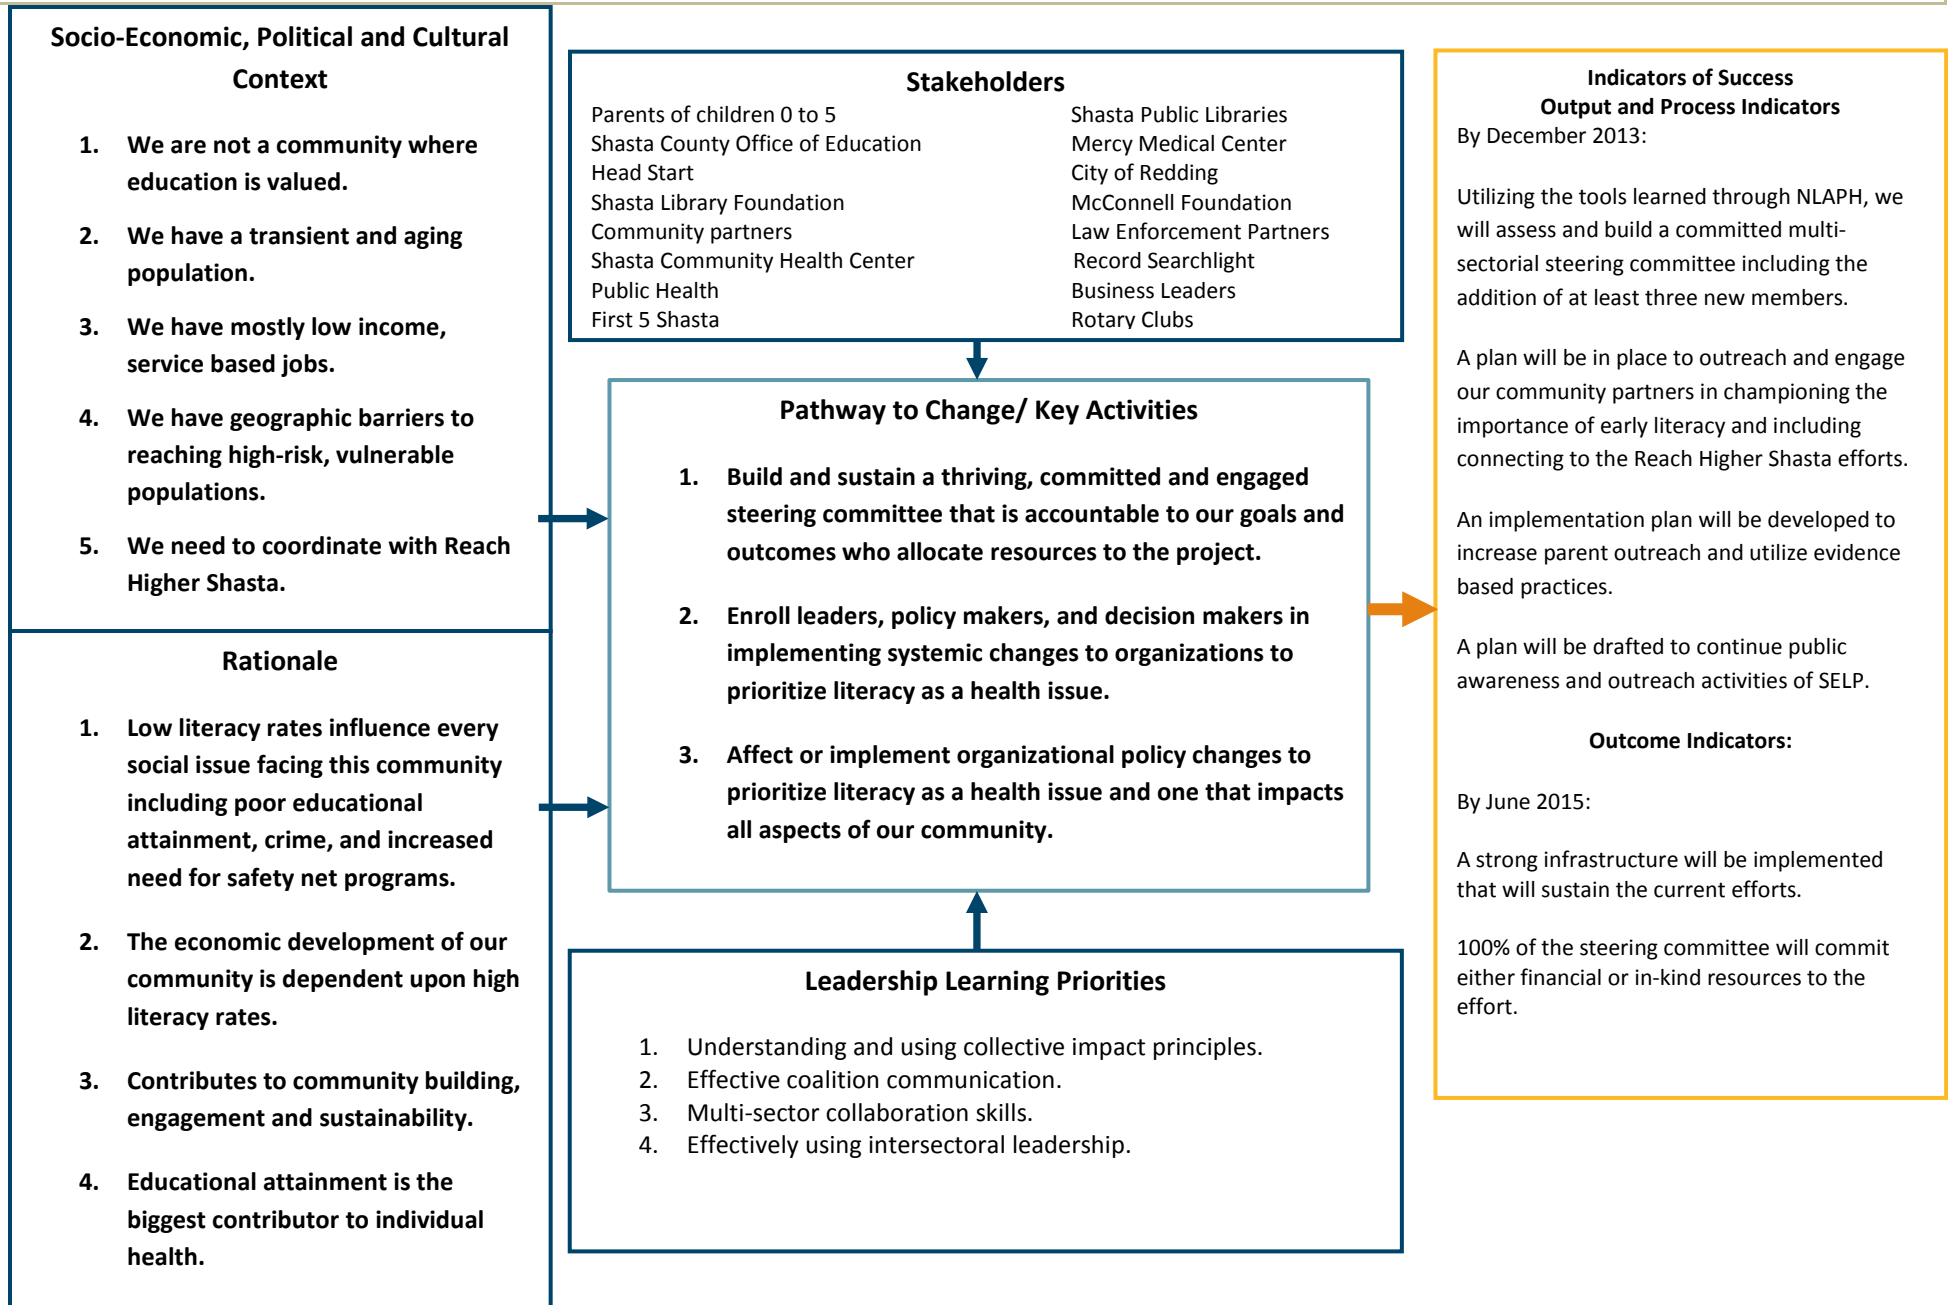 Socio-Economic, Political and Cultural
Context
1. We are not a community where
education is valued.
2. We have a transient and aging
population.
3. We have mostly low income,
service based jobs.
4. We have geographic barriers to
reaching high-risk, vulnerable
populations.
5. We need to coordinate with Reach
Higher Shasta.
Rationale
1. Low literacy rates influence every
social issue facing this community
including poor educational
attainment, crime, and increased
need for safety net programs.
2. The economic development of our
community is dependent upon high
literacy rates.
3. Contributes to community building,
engagement and sustainability.
4. Educational attainment is the
biggest contributor to individual
health.
Stakeholders
Parents of children 0 to 5
Shasta County Office of Education
Head Start
Shasta Library Foundation
Community partners
Shasta Community Health Center
Public Health
First 5 Shasta
Shasta Public Libraries
Mercy Medical Center
City of Redding
McConnell Foundation
Law Enforcement Partners
Record Searchlight
Business Leaders
Rotary Clubs
Pathway to Change/ Key Activities
1. Build and sustain a thriving, committed and engaged
steering committee that is accountable to our goals and
outcomes who allocate resources to the project.
2. Enroll leaders, policy makers, and decision makers in
implementing systemic changes to organizations to
prioritize literacy as a health issue.
3. Affect or implement organizational policy changes to
prioritize literacy as a health issue and one that impacts
all aspects of our community.
Leadership Learning Priorities
1. Understanding and using collective impact principles.
2. Effective coalition communication.
3. Multi-sector collaboration skills.
4. Effectively using intersectoral leadership.
Indicators of Success
Output and Process Indicators
By December 2013:
Utilizing the tools learned through NLAPH, we
will assess and build a committed multi-
sectorial steering committee including the
addition of at least three new members.
A plan will be in place to outreach and engage
our community partners in championing the
importance of early literacy and including
connecting to the Reach Higher Shasta efforts.
An implementation plan will be developed to
increase parent outreach and utilize evidence
based practices.
A plan will be drafted to continue public
awareness and outreach activities of SELP.
Outcome Indicators:
By June 2015:
A strong infrastructure will be implemented
that will sustain the current efforts.
100% of the steering committee will commit
either financial or in-kind resources to the
effort.